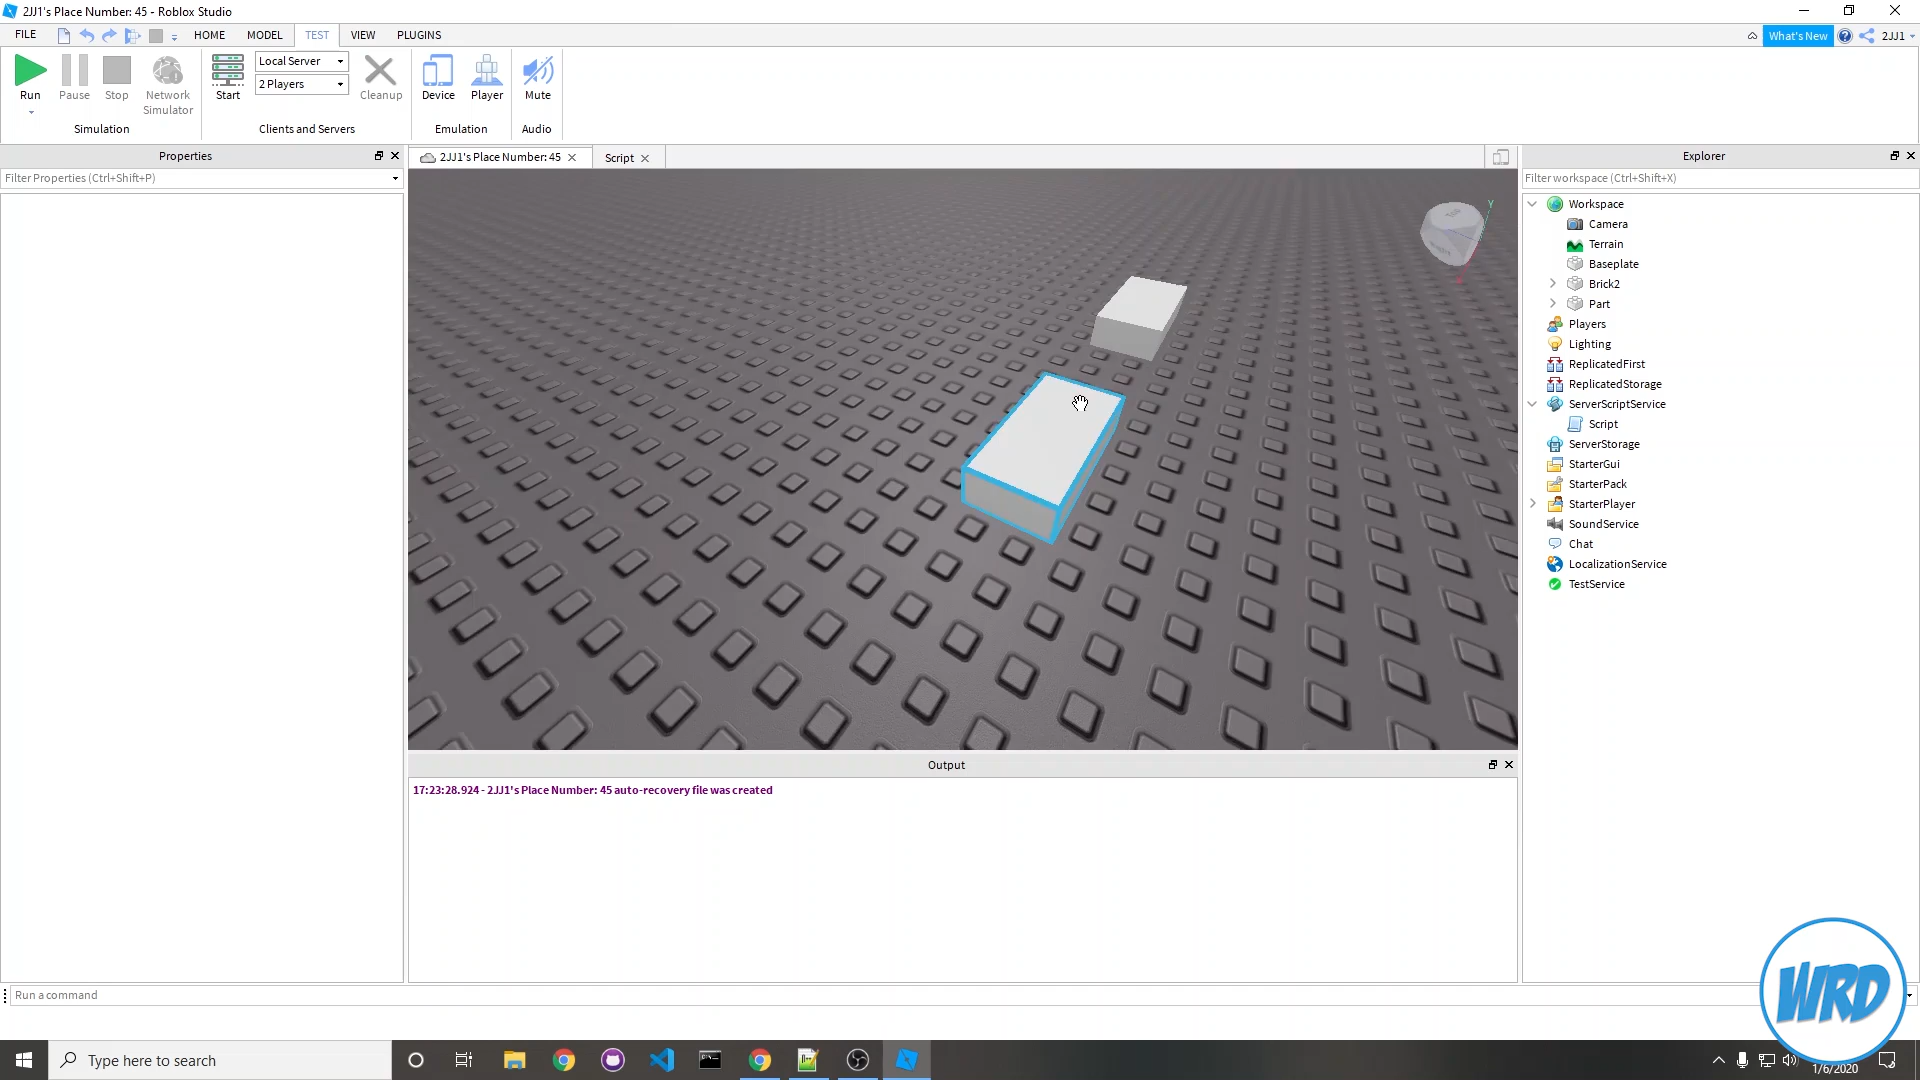 2JJ1's Place Number: 45 - Roblox Studio
FILE HOME MODEL TEST VIEW PLUGINS What's New 2JJ1
Run Pause Stop Network Simulator Start Local Server 2 Players Cleanup Device Player Mute
Simulation Clients and Servers Emulation Audio
Properties
Filter Properties (Ctrl+Shift+P)
2JJ1's Place Number: 45 Script
Explorer
Filter workspace (Ctrl+Shift+X)
Workspace
Camera
Terrain
Baseplate
Brick2
Part
Players
Lighting
ReplicatedFirst
ReplicatedStorage
ServerScriptService
Script
ServerStorage
StarterGui
StarterPack
StarterPlayer
SoundService
Chat
LocalizationService
TestService
Y
Output
17:23:28.924 - 2JJ1's Place Number: 45 auto-recovery file was created
Run a command
WRD
Type here to search
1/6/2020